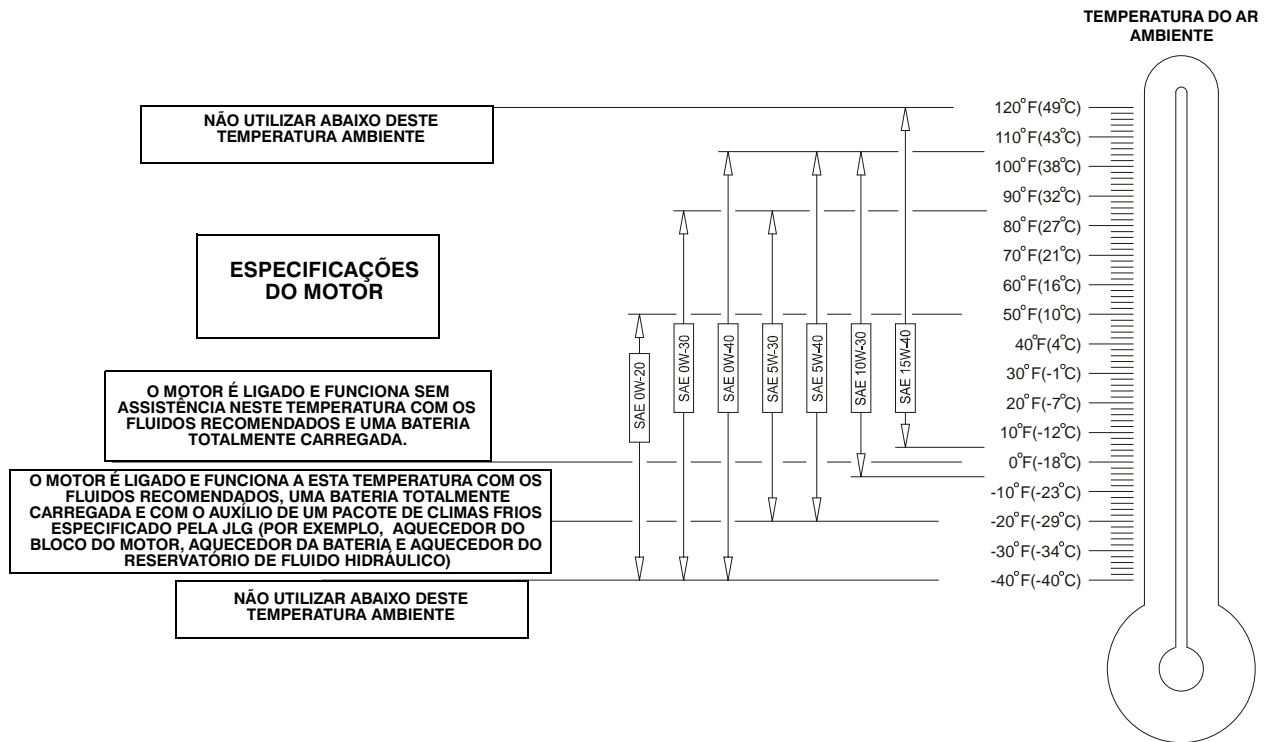 TEMPERATURA DO AR
AMBIENTE
NÃO UTILIZAR ABAIXO DESTE
TEMPERATURA AMBIENTE
ESPECIFICAÇÕES
DO MOTOR
O MOTOR É LIGADO E FUNCIONA SEM
ASSISTÊNCIA NESTE TEMPERATURA COM OS
FLUIDOS RECOMENDADOS E UMA BATERIA
TOTALMENTE CARREGADA.
O MOTOR É LIGADO E FUNCIONA A ESTA TEMPERATURA COM OS
FLUIDOS RECOMENDADOS, UMA BATERIA TOTALMENTE
CARREGADA E COM O AUXÍLIO DE UM PACOTE DE CLIMAS FRIOS
ESPECIFICADO PELA JLG (POR EXEMPLO, AQUECEDOR DO
BLOCO DO MOTOR, AQUECEDOR DA BATERIA E AQUECEDOR DO
RESERVATÓRIO DE FLUIDO HIDRÁULICO)
NÃO UTILIZAR ABAIXO DESTE
TEMPERATURA AMBIENTE
SAE 0W-20
SAE 0W-30
SAE 0W-40
SAE 5W-30
SAE 5W-40
SAE 10W-30
SAE 15W-40
120°F(49°C)
110°F(43°C)
100°F(38°C)
90°F(32°C)
80°F(27°C)
70°F(21°C)
60°F(16°C)
50°F(10°C)
40°F(4°C)
30°F(-1°C)
20°F(-7°C)
10°F(-12°C)
0°F(-18°C)
-10°F(-23°C)
-20°F(-29°C)
-30°F(-34°C)
-40°F(-40°C)